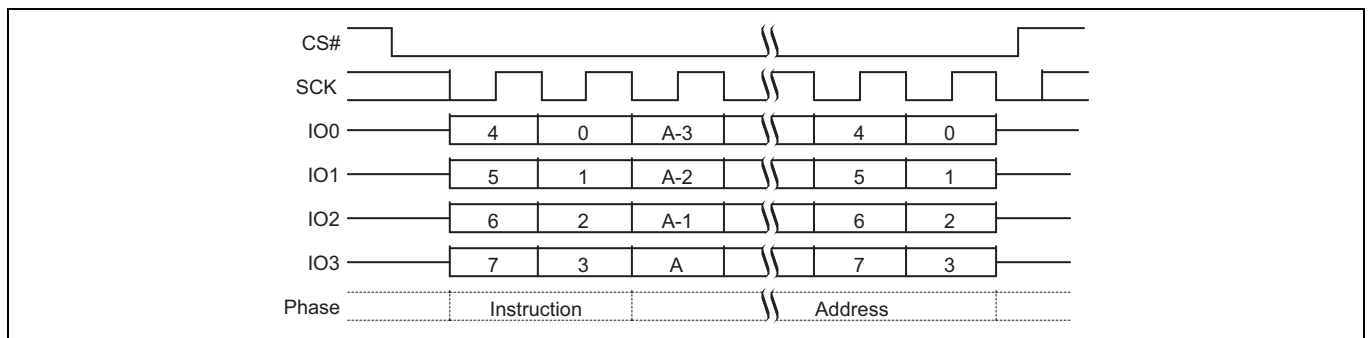 CS#
SCK
IO0 4 0 A-3 4 0
IO1 5 1 A-2 5 1
IO2 6 2 A-1 6 2
IO3 7 3 A 7 3
Phase Instruction Address